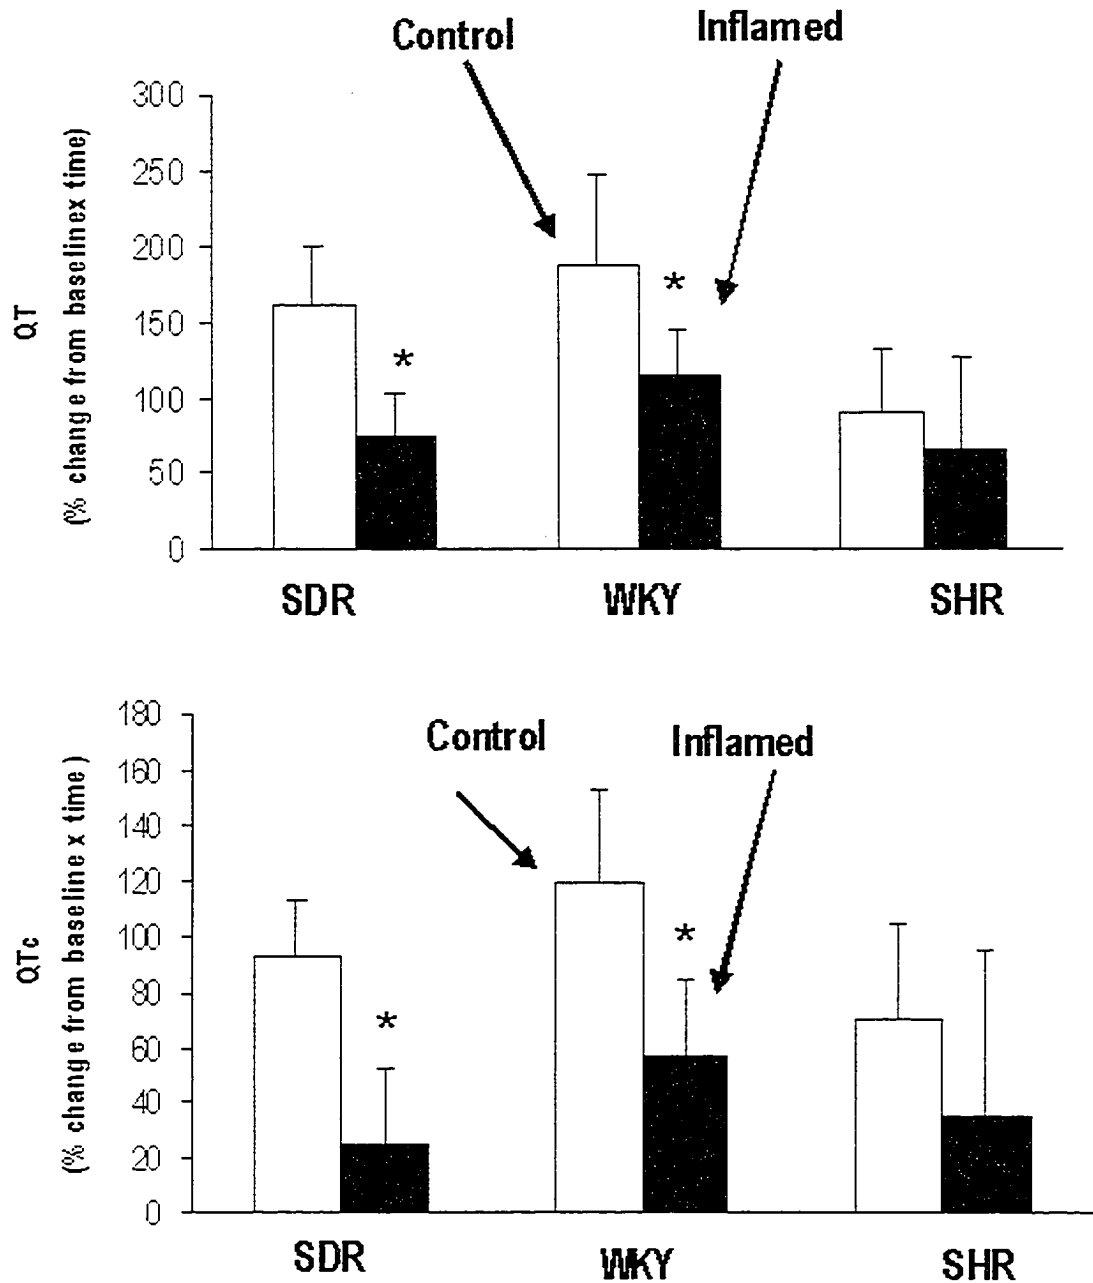 Control
Inflamed
300
250
200
150
100
50
0
QT
(% change from baselinex time)
*
*
SDR
WKY
SHR
180
160
140
120
100
80
60
40
20
0
QTc
(% change from baseline x time)
Control
Inflamed
*
*
SDR
WKY
SHR